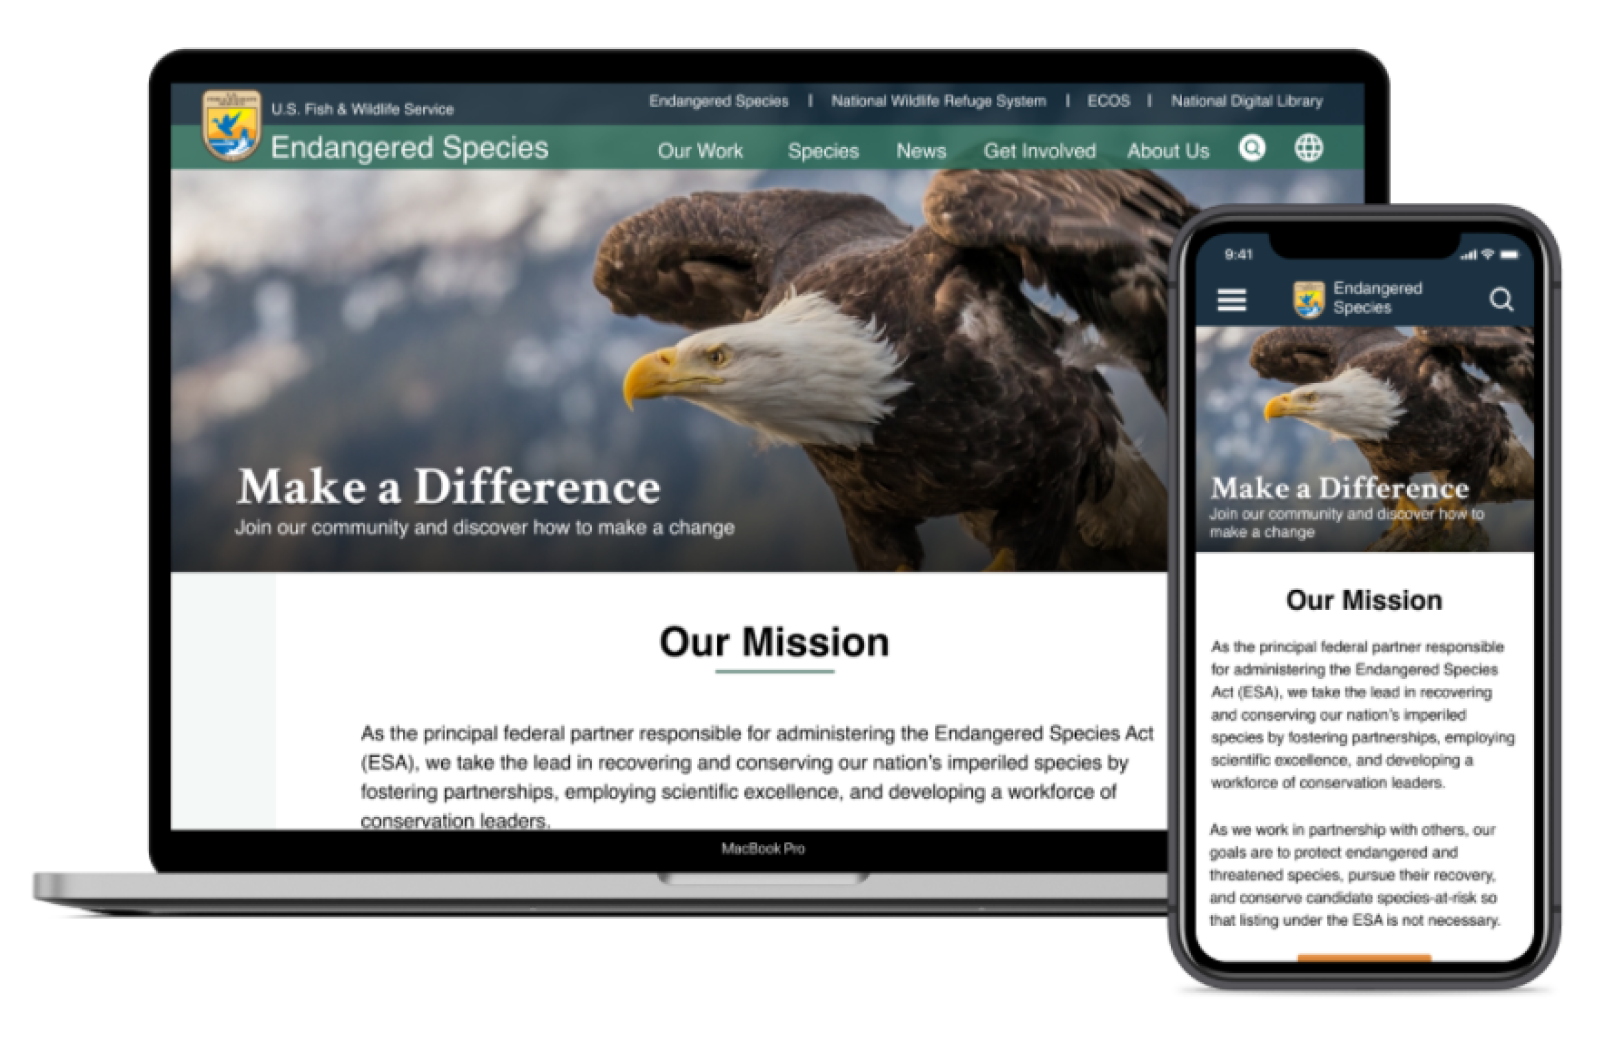 U.S. Fish & Wildlife Service
Endangered Species | National Wildlife Refuge System | ECOS | National Digital Library
Endangered Species
Our Work Species News Get Involved About Us
Make a Difference
Join our community and discover how to make a change
Our Mission
As the principal federal partner responsible for administering the Endangered Species Act
(ESA), we take the lead in recovering and conserving our nation's imperiled species by
fostering partnerships, employing scientific excellence, and developing a workforce of
conservation leaders.
MacBook Pro
9:41
Endangered
Species
Make a Difference
Join our community and discover how to
make a change
Our Mission
As the principal federal partner responsible
for administering the Endangered Species
Act (ESA), we take the lead in recovering
and conserving our nation's imperiled
species by fostering partnerships, employing
scientific excellence, and developing a
workforce of conservation leaders.
As we work in partnership with others, our
goals are to protect endangered and
threatened species, pursue their recovery,
and conserve candidate species-at-risk so
that listing under the ESA is not necessary.